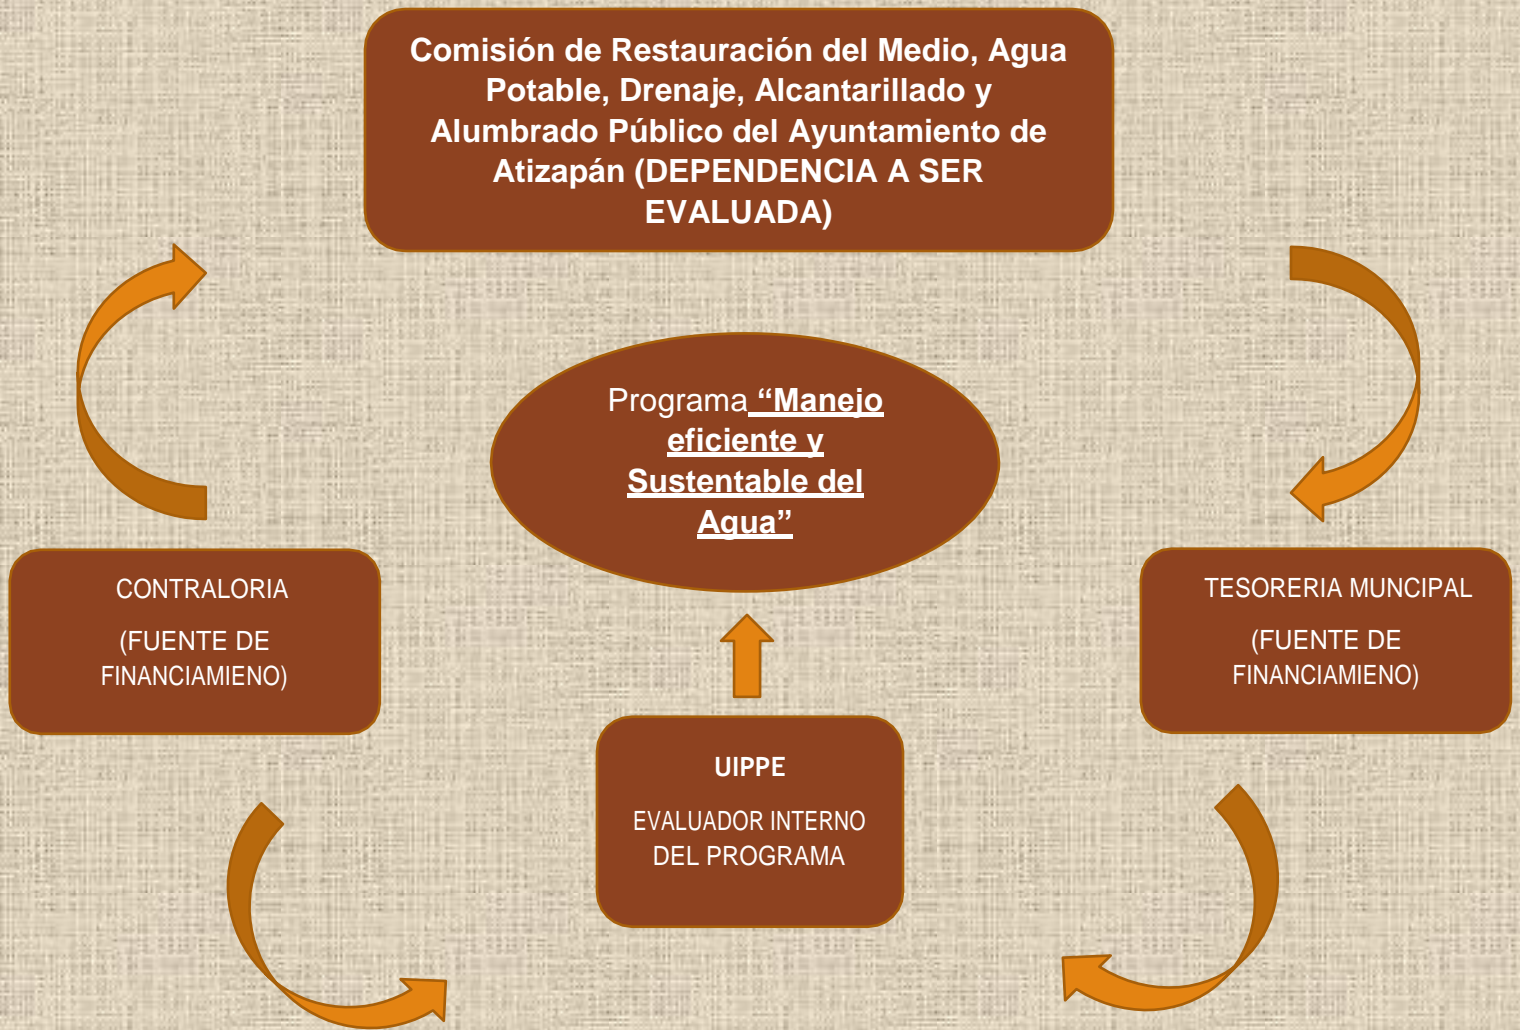 Comisión de Restauración del Medio, Agua
Potable, Drenaje, Alcantarillado y
Alumbrado Público del Ayuntamiento de
Atizapán (DEPENDENCIA A SER
EVALUADA)
Programa “Manejo
eficiente y
Sustentable del
Agua”
CONTRALORIA
(FUENTE DE
FINANCIAMIENO)
TESORERIA MUNCIPAL
(FUENTE DE
FINANCIAMIENO)
UIPPE
EVALUADOR INTERNO
DEL PROGRAMA